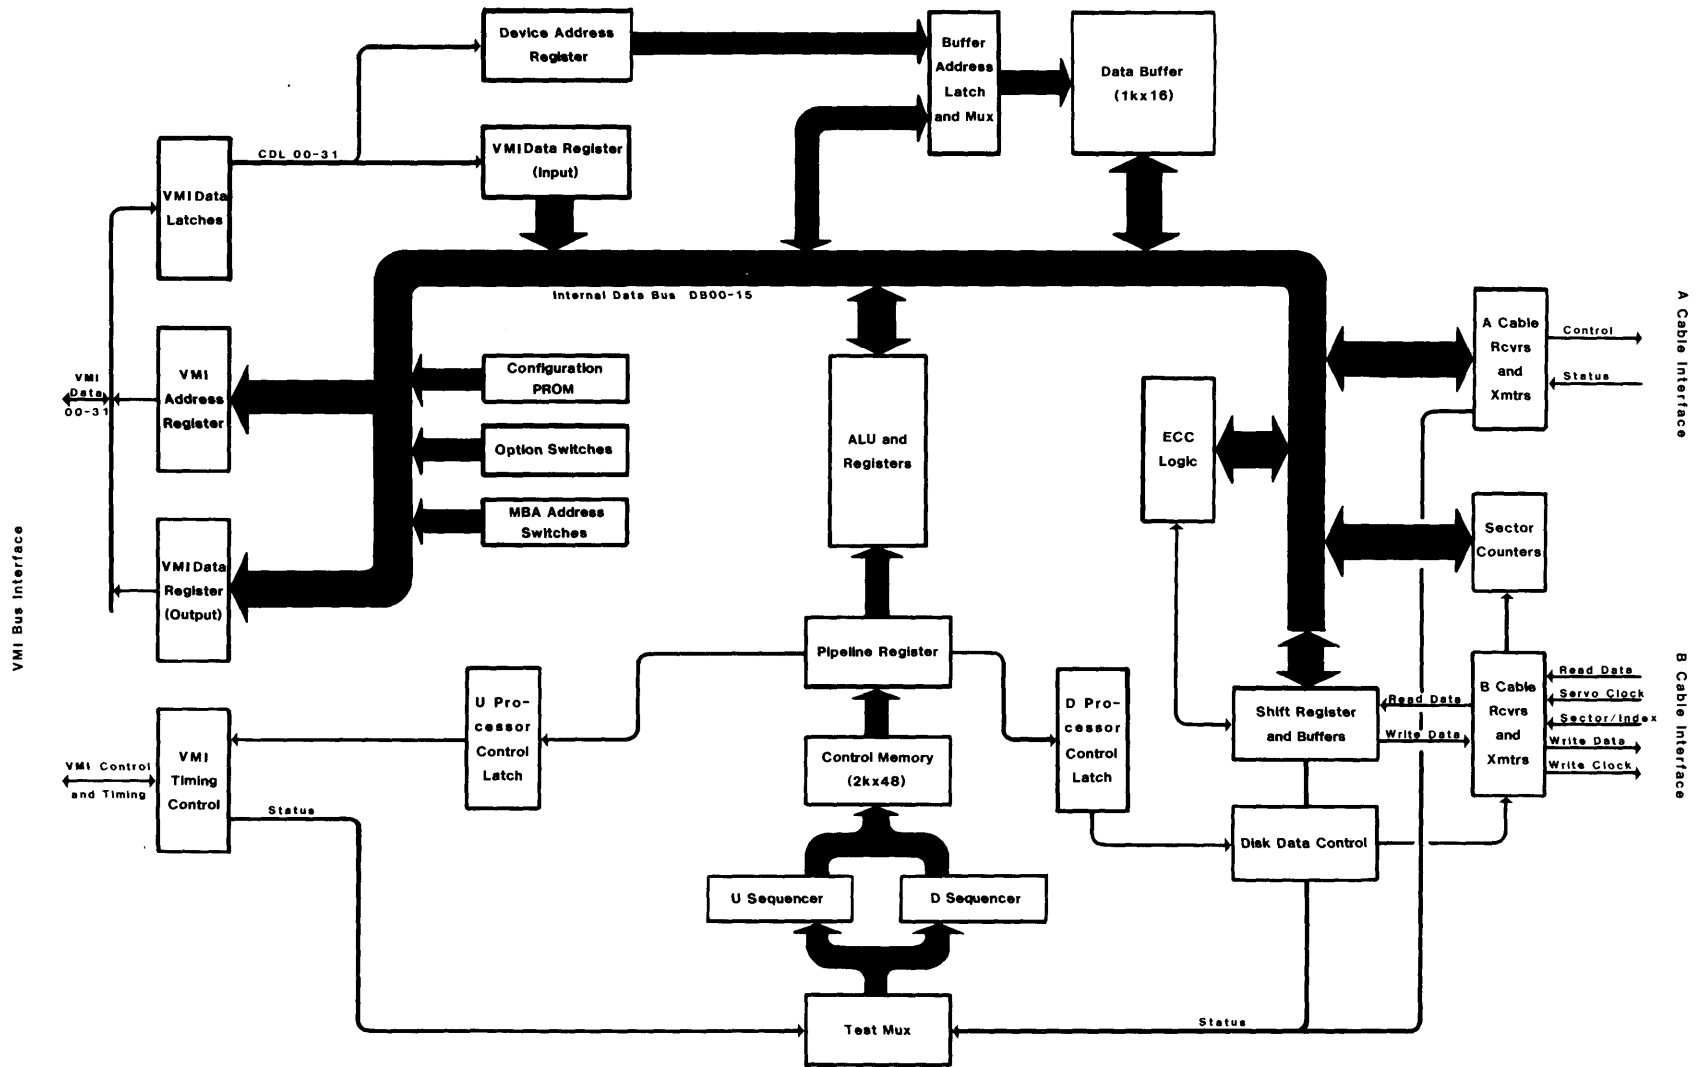 Device Address
Register
Buffer
Address
Latch
and Mux
Data Buffer
(1kx16)
VMI Data
Latches
CDL 00-31
VMI Data Register
(Input)
Internal Data Bus DB00-15
VMI
Data
00-31
VMI
Address
Register
Configuration
PROM
Option Switches
MBA Address
Switches
VMI Data
Register
(Output)
VMI Bus Interface
ALU and
Registers
ECC
Logic
A Cable
Rcvrs
and
Xmtrs
Control
Status
A Cable Interface
Sector
Counters
Pipeline Register
U Pro-
cessor
Control
Latch
D Pro-
cessor
Control
Latch
Control Memory
(2kx48)
Shift Register
and Buffers
Read Data
Write Data
B Cable
Rcvrs
and
Xmtrs
Read Data
Servo Clock
Sector/Index
Write Data
Write Clock
B Cable Interface
VMI Control
and Timing
VMI
Timing
Control
Status
Disk Data Control
U Sequencer
D Sequencer
Test Mux
Status